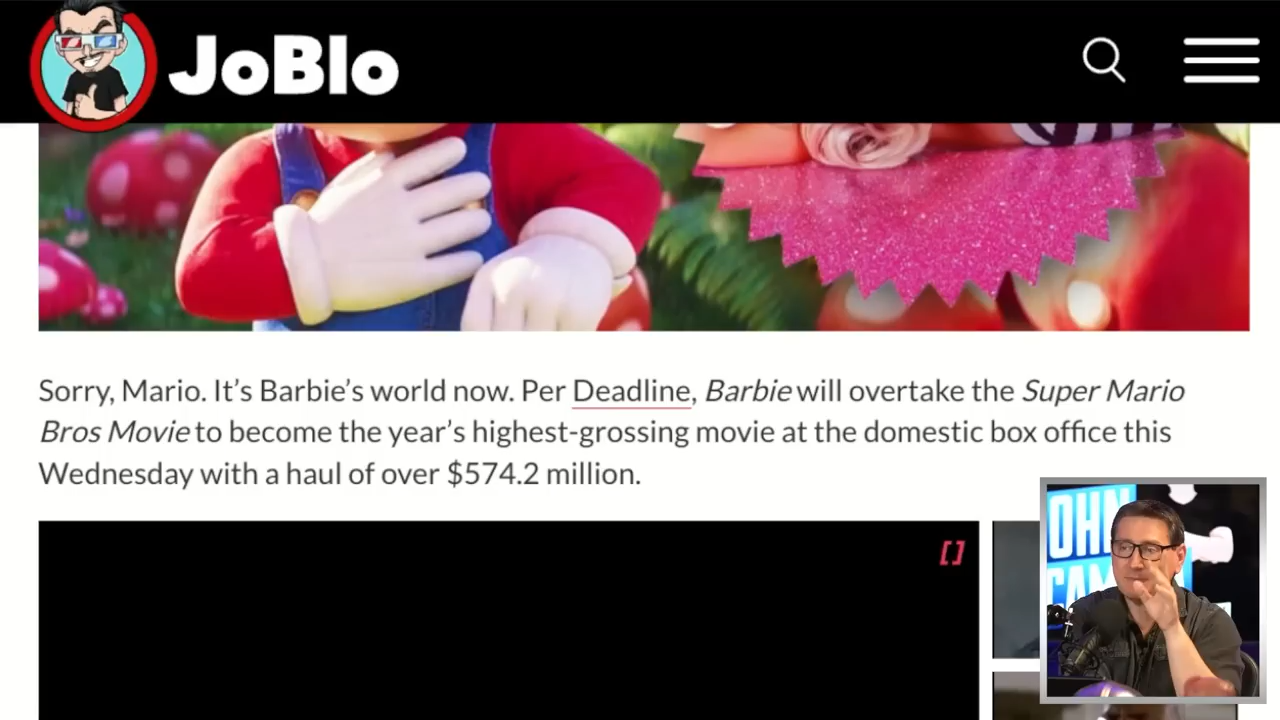 JoBlo
Sorry, Mario. It’s Barbie’s world now. Per Deadline, Barbie will overtake the Super Mario
Bros Movie to become the year’s highest-grossing movie at the domestic box office this
Wednesday with a haul of over $574.2 million.
[]
OHN
CAM